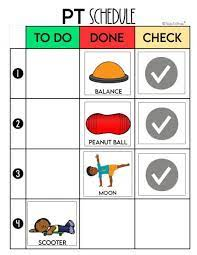 PT SCHEDULE
TO DO DONE CHECK
1
BALANCE
2
PEANUT BALL
3
MOON
4
SCOOTER